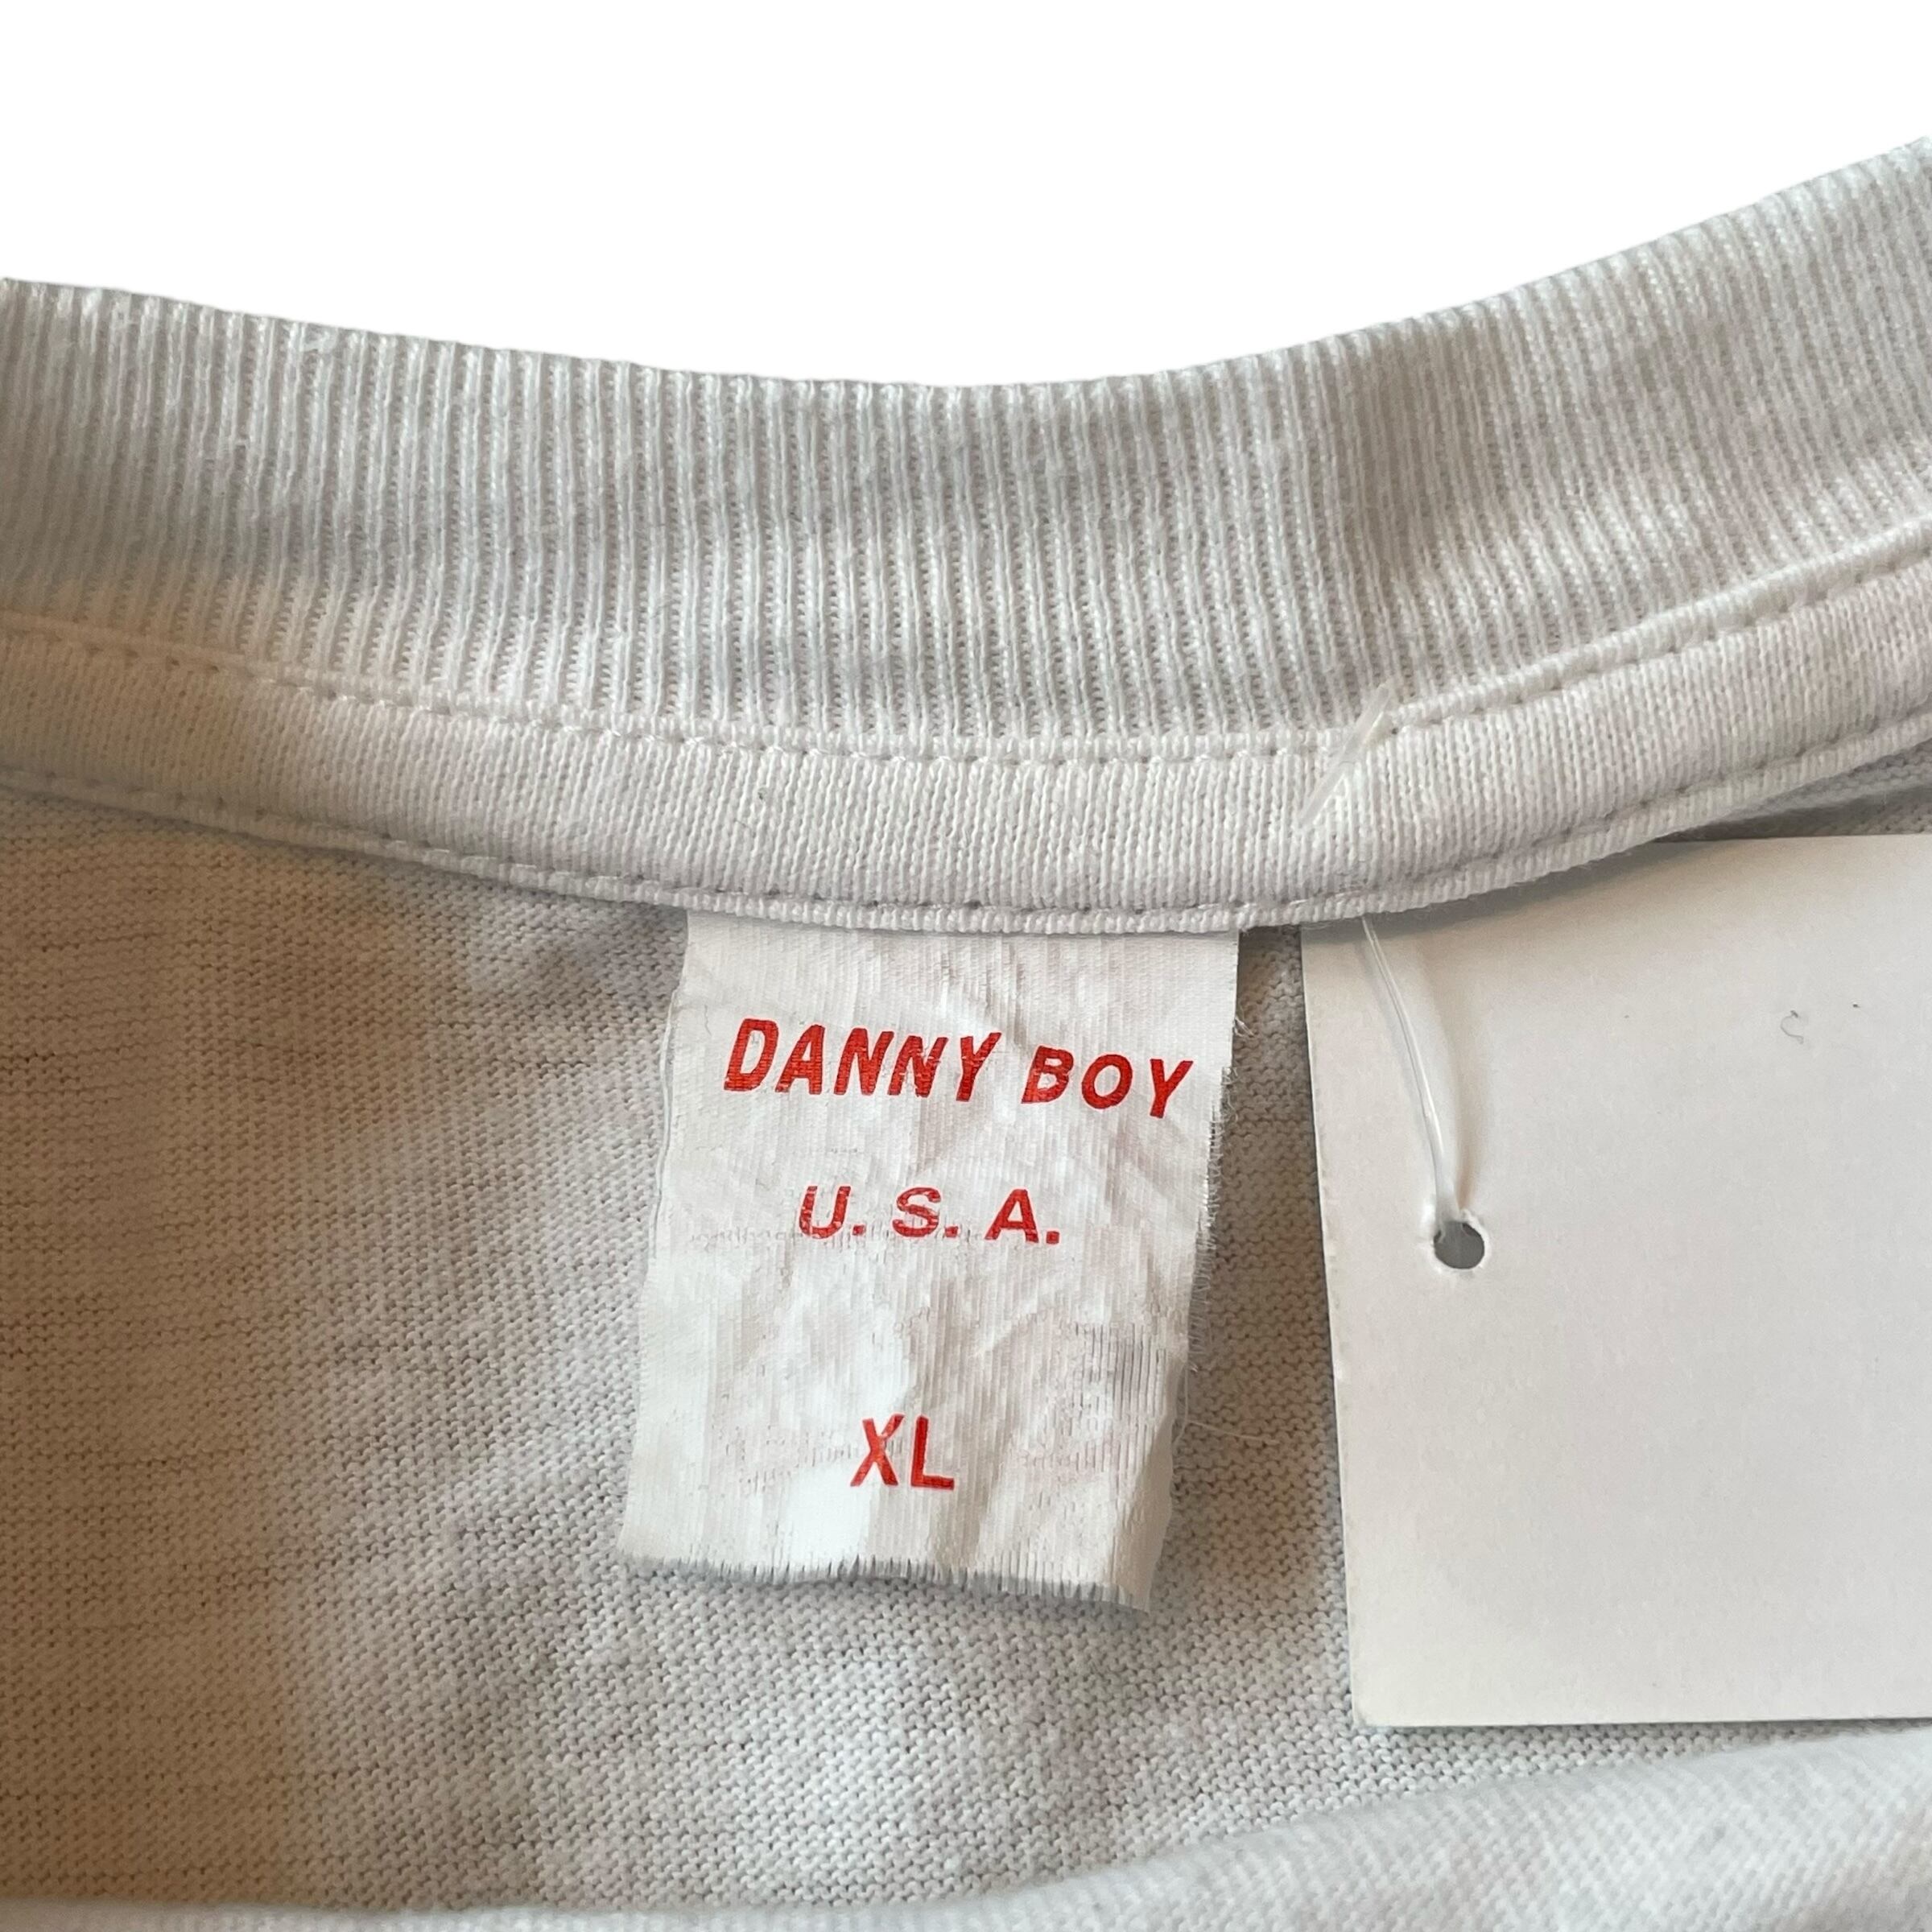 DANNY BOY
U. S. A.
XL